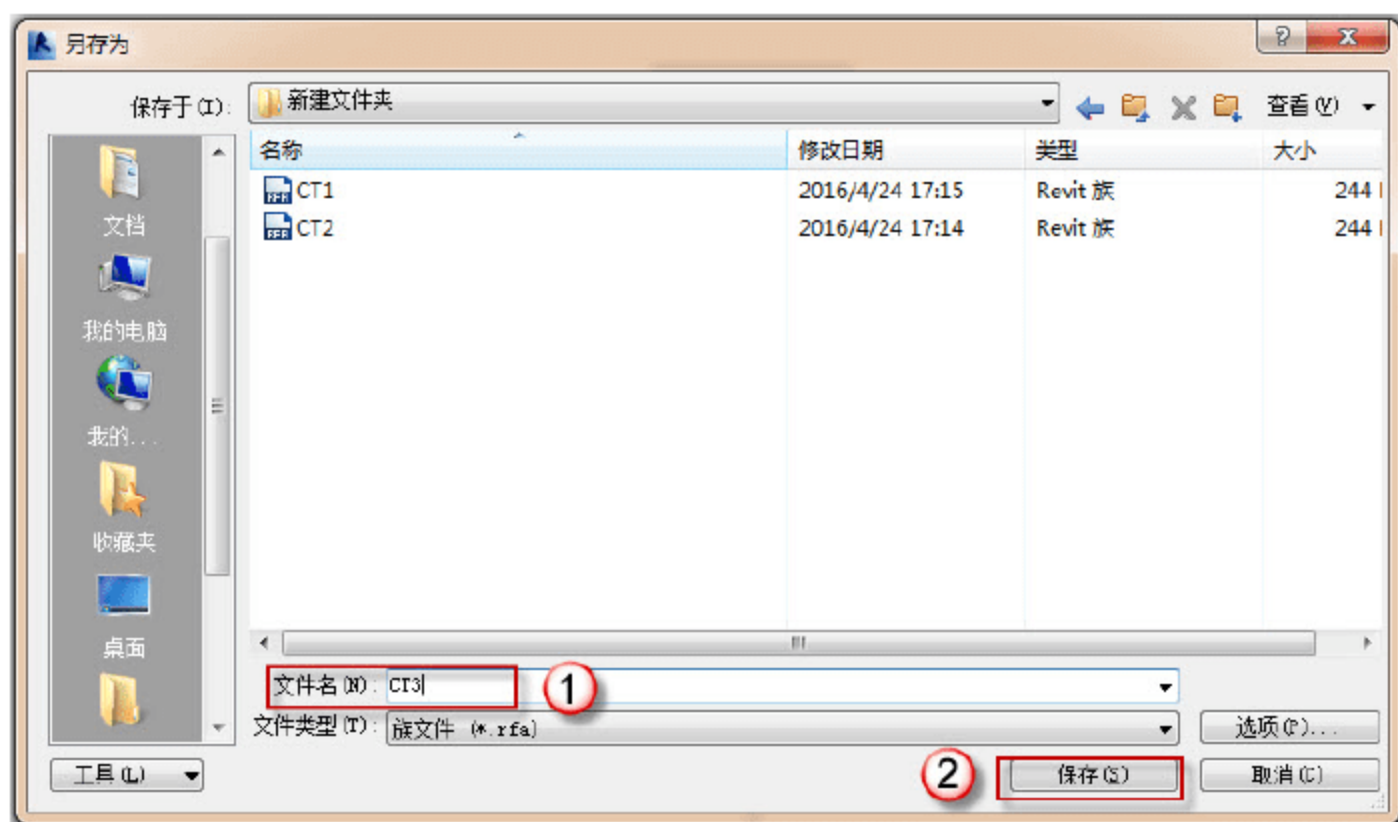 另存为
保存于(I): 新建文件夹 查看(V)
名称 修改日期 类型 大小
CT1 2016/4/24 17:15 Revit 族 244
CT2 2016/4/24 17:14 Revit 族 244
文档
我的电脑
我的...
收藏夹
桌面
文件名(N): CT3 ①
文件类型(T): 族文件 (*.rfa) 选项(P)...
工具(L) ② 保存(S) 取消(C)